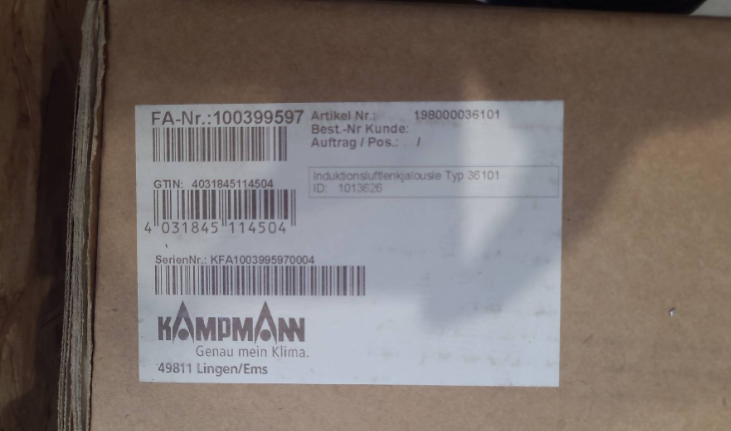 FA-Nr.:100399597
Artikel Nr.: 198000036101
Best.-Nr Kunde:
Auftrag / Pos.: /
GTIN: 4031845114504
Induktionsluftlenkjalousie Typ 36101
ID: 1013626
4 031845 114504
SerienNr.: KFA1003995970004
KAMPMANN
Genau mein Klima.
49811 Lingen/Ems